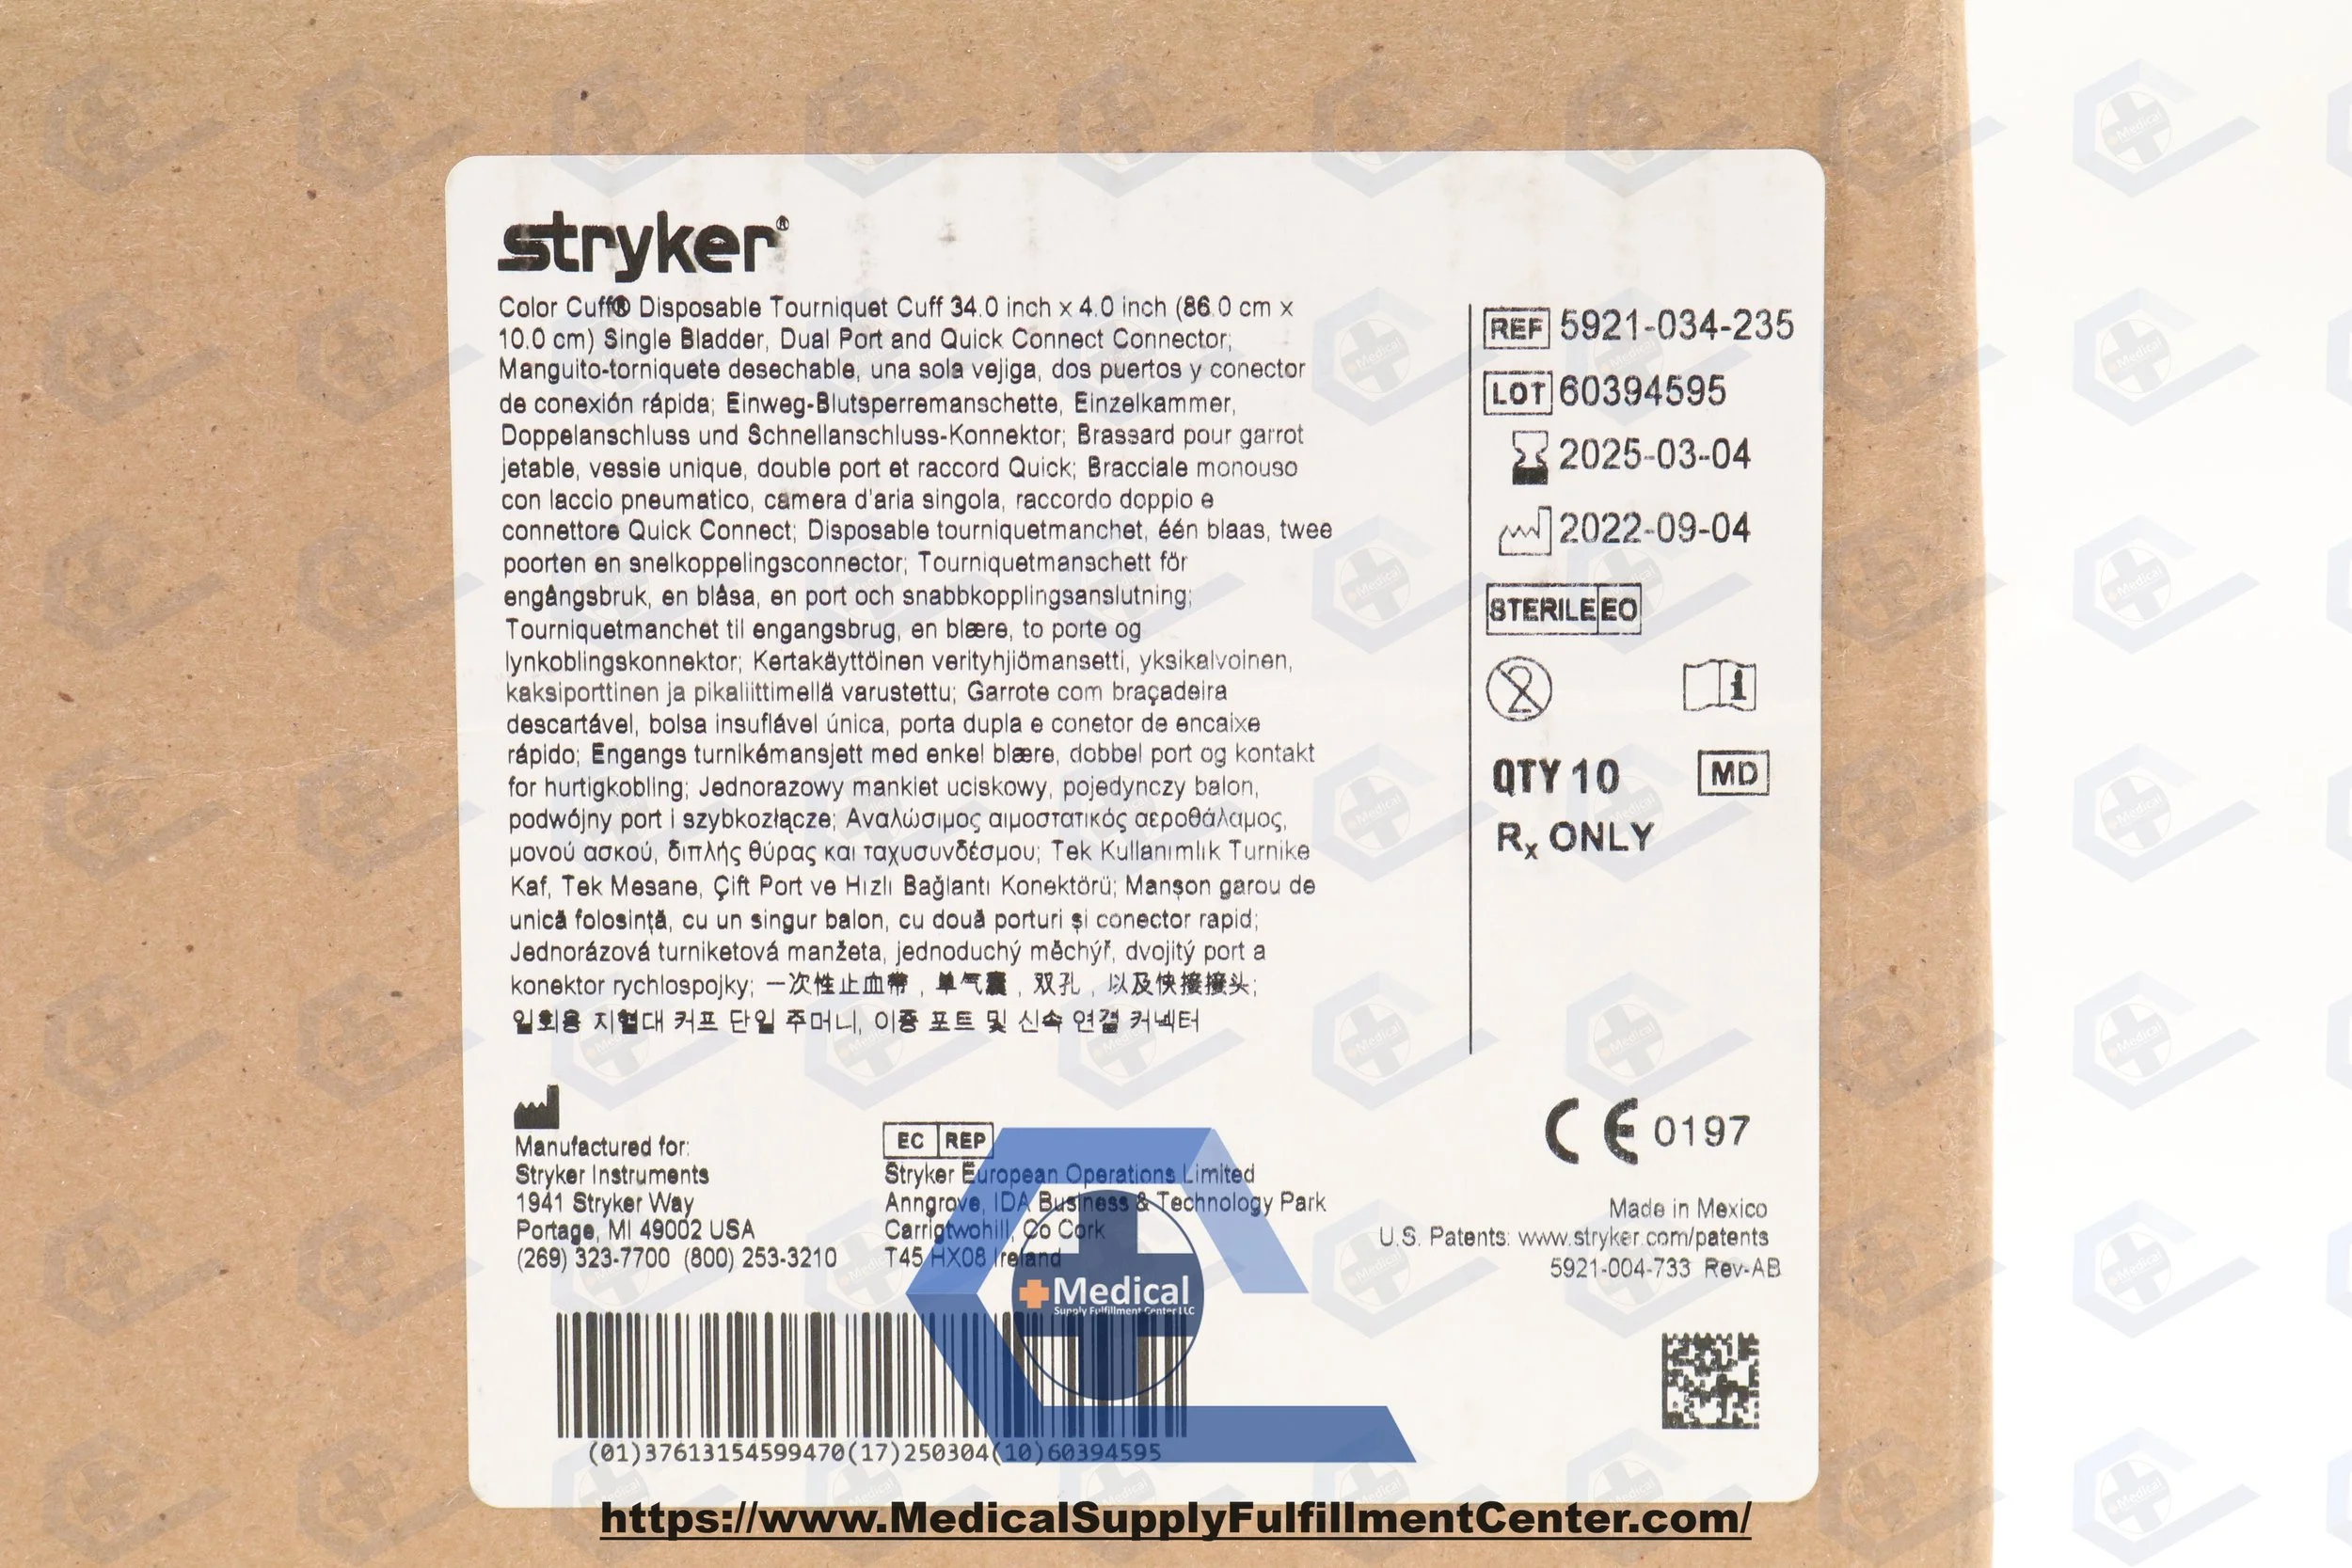 stryker®
Color Cuff® Disposable Tourniquet Cuff 34.0 inch x 4.0 inch (86.0 cm x
10.0 cm) Single Bladder, Dual Port and Quick Connect Connector;
Manguito-torniquete desechable, una sola vejiga, dos puertos y conector
de conexión rápida; Einweg-Blutsperremanschette, Einzelkammer,
Doppelanschluss und Schnellanschluss-Konnektor; Brassard pour garrot
jetable, vessie unique, double port et raccord Quick; Bracciale monouso
con laccio pneumatico, camera d'aria singola, raccordo doppio e
connettore Quick Connect; Disposable tourniquetmanchet, één blaas, twee
poorten en snelkoppelingsconnector; Tourniquetmanschett för
engångsbruk, en blåsa, en port och snabbkopplingsanslutning;
Tourniquetmanchet til engangsbrug, en blære, to porte og
lynkoblingskonnektor; Kertakäyttöinen verityhjiömansetti, yksikalvoinen,
kaksiporttinen ja pikaliittimellä varustettu; Garrote com braçadeira
descartável, bolsa insuflável única, porta dupla e conetor de encaixe
rápido; Engangs turnikémansjett med enkel blære, dobbel port og kontakt
for hurtigkobling; Jednorazowy mankiet uciskowy, pojedynczy balon,
podwójny port i szybkozłącze; Αναλώσιμος αιμοστατικός αεροθάλαμος,
μονού ασκού, διπλής θύρας και ταχυσυνδέσμου; Tek Kullanımlık Turnike
Kaf, Tek Mesane, Çift Port ve Hızlı Bağlantı Konektörü; Manșon garou de
unică folosință, cu un singur balon, cu două porturi și conector rapid;
Jednorázová turniketová manžeta, jednoduchý měchýř, dvojitý port a
konektor rychlospojky; 一次性止血带, 单气囊, 双孔, 以及快接接头;
일회용 지혈대 커프 단일 주머니, 이중 포트 및 신속 연결 커넥터
REF 5921-034-235
LOT 60394595
2025-03-04
2022-09-04
STERILE EO
2
i
QTY 10 MD
Rx ONLY
Manufactured for:
Stryker Instruments
1941 Stryker Way
Portage, MI 49002 USA
(269) 323-7700 (800) 253-3210
EC REP
Stryker European Operations Limited
Anngrove, IDA Business & Technology Park
Carrigtwohill, Co Cork
T45 HX08 Ireland
CE 0197
Made in Mexico
U.S. Patents: www.stryker.com/patents
5921-004-733 Rev-AB
Medical
Supply Fulfillment Center LLC
(01)37613154599470(17)250304(10)60394595
https://www.MedicalSupplyFulfillmentCenter.com/